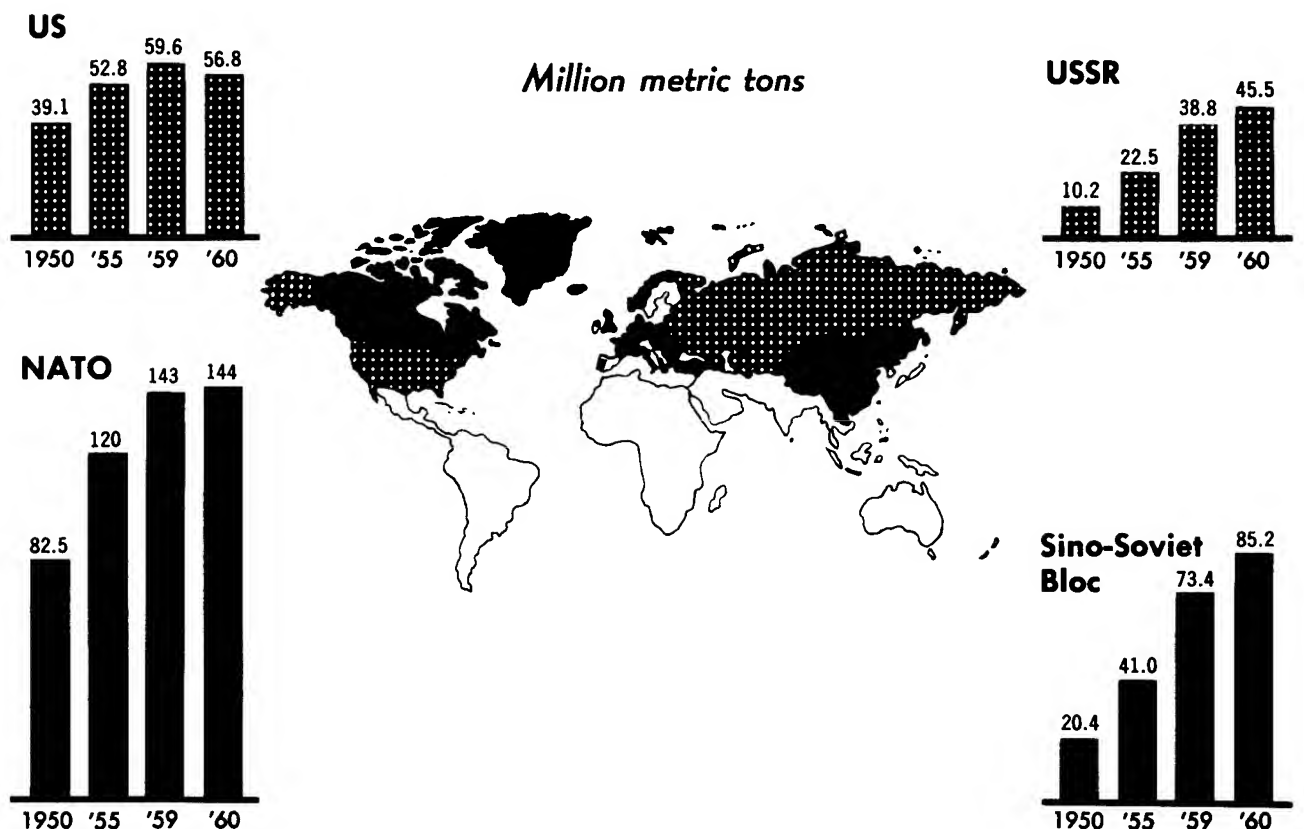 US
39.1 52.8 59.6 56.8
1950 '55 '59 '60
Million metric tons
USSR
10.2 22.5 38.8 45.5
1950 '55 '59 '60
NATO
82.5 120 143 144
1950 '55 '59 '60
Sino-Soviet
Bloc
20.4 41.0 73.4 85.2
1950 '55 '59 '60